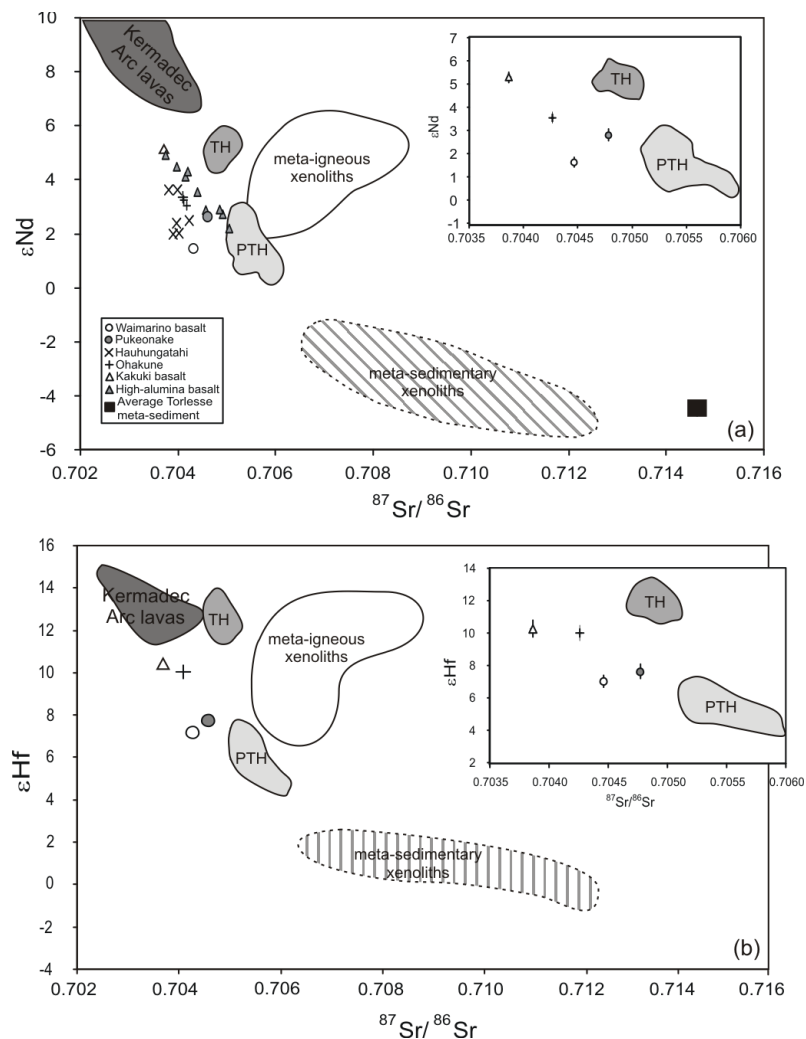 10
8
6
4
2
0
-2
-4
-6
εNd
Kermadec
Arc lavas
TH
meta-igneous
xenoliths
PTH
meta-sedimentary
xenoliths
7
6
5
4
3
2
1
0
-1
εNd
TH
PTH
0.7035 0.7040 0.7045 0.7050 0.7055 0.7060
Waimarino basalt
Pukeonake
Hauhungatahi
Ohakune
Kakuki basalt
High-alumina basalt
Average Torlesse
meta-sediment
(a)
0.702 0.704 0.706 0.708 0.710 0.712 0.714 0.716
87Sr/ 86Sr
16
14
12
10
8
6
4
2
0
-2
-4
εHf
Kermadec
Arc lavas
TH
meta-igneous
xenoliths
PTH
meta-sedimentary
xenoliths
14
12
10
8
6
4
2
εHf
TH
PTH
0.7035 0.7040 0.7045 0.7050 0.7055 0.7060
87Sr/86Sr
(b)
0.702 0.704 0.706 0.708 0.710 0.712 0.714 0.716
87Sr/ 86Sr